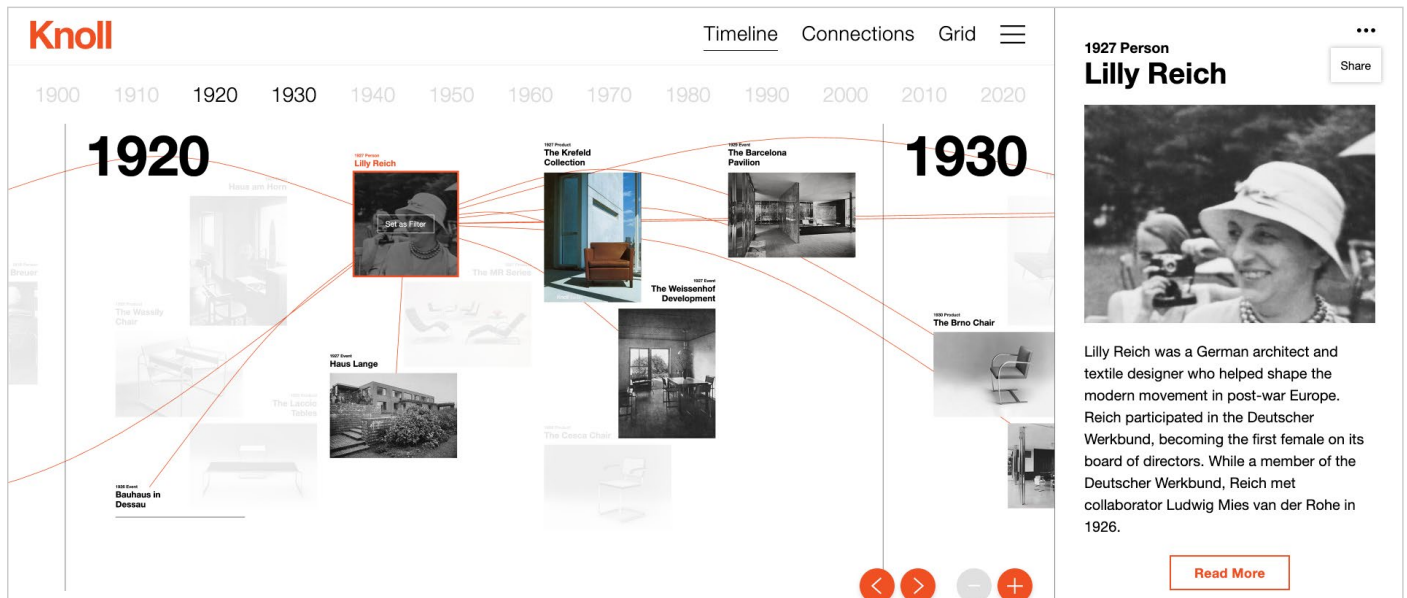 Knoll
Timeline Connections Grid
1900 1910 1920 1930 1940 1950 1960 1970 1980 1990 2000 2010 2020
1920
1930
1927 Person
Lilly Reich
Set as Filter
1927 Product
The Krefeld
Collection
1929 Event
The Barcelona
Pavilion
Haus am Horn
Breuer
The MR Series
The Wassily
Chair
1927 Event
The Weissenhof
Development
1930 Product
The Brno Chair
1927 Event
Haus Lange
The Laccio
Tables
The Cesca Chair
1926 Event
Bauhaus in
Dessau
1927 Person
Lilly Reich
Share
Lilly Reich was a German architect and
textile designer who helped shape the
modern movement in post-war Europe.
Reich participated in the Deutscher
Werkbund, becoming the first female on its
board of directors. While a member of the
Deutscher Werkbund, Reich met
collaborator Ludwig Mies van der Rohe in
1926.
Read More